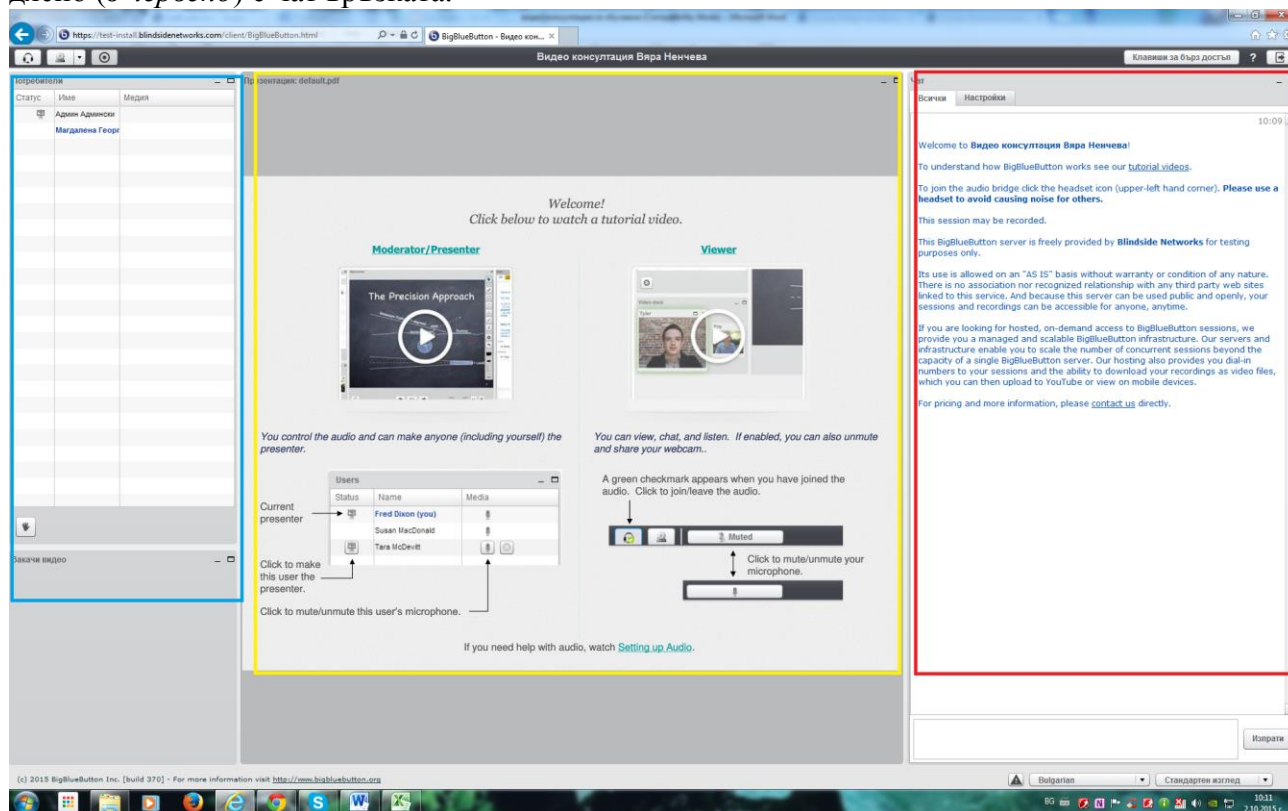 дясно (в червено) е чат връзката.
https://test-install.blindsidenetworks.com/client/BigBlueButton.html
BigBlueButton - Видео кон...
Видео консултация Вяра Ненчева
Клавиши за бърз достъп
?
Потребители
Статус Име Медия
Админ Админски
Магдалена Геор
Закачи видео
Презентация: default.pdf
Welcome!
Click below to watch a tutorial video.
Moderator/Presenter
Viewer
The Precision Approach
You control the audio and can make anyone (including yourself) the
presenter.
You can view, chat, and listen. If enabled, you can also unmute
and share your webcam..
Users
Status Name Media
Fred Dixon (you)
Susan MacDonald
Tara McDevitt
Current
presenter
Click to make
this user the
presenter.
Click to mute/unmute this user's microphone.
A green checkmark appears when you have joined the
audio. Click to join/leave the audio.
Muted
Click to mute/unmute your
microphone.
If you need help with audio, watch Setting up Audio.
Чат
Всички Настройки
10:09
Welcome to Видео консултация Вяра Ненчева!
To understand how BigBlueButton works see our tutorial videos.
To join the audio bridge click the headset icon (upper-left hand corner). Please use a
headset to avoid causing noise for others.
This session may be recorded.
This BigBlueButton server is freely provided by Blindside Networks for testing
purposes only.
Its use is allowed on an "AS IS" basis without warranty or condition of any nature.
There is no association nor recognized relationship with any third party web sites
linked to this service. And because this server can be used public and openly, your
sessions and recordings can be accessible for anyone, anytime.
If you are looking for hosted, on-demand access to BigBlueButton sessions, we
provide you a managed and scalable BigBlueButton infrastructure. Our servers and
infrastructure enable you to scale the number of concurrent sessions beyond the
capacity of a single BigBlueButton server. Our hosting also provides you dial-in
numbers to your sessions and the ability to download your recordings as video files,
which you can then upload to YouTube or view on mobile devices.
For pricing and more information, please contact us directly.
Изпрати
(c) 2015 BigBlueButton Inc. [build 370] - For more information visit http://www.bigbluebutton.org
Bulgarian
Стандартен изглед
BG
10:11
2.10.2015 г.